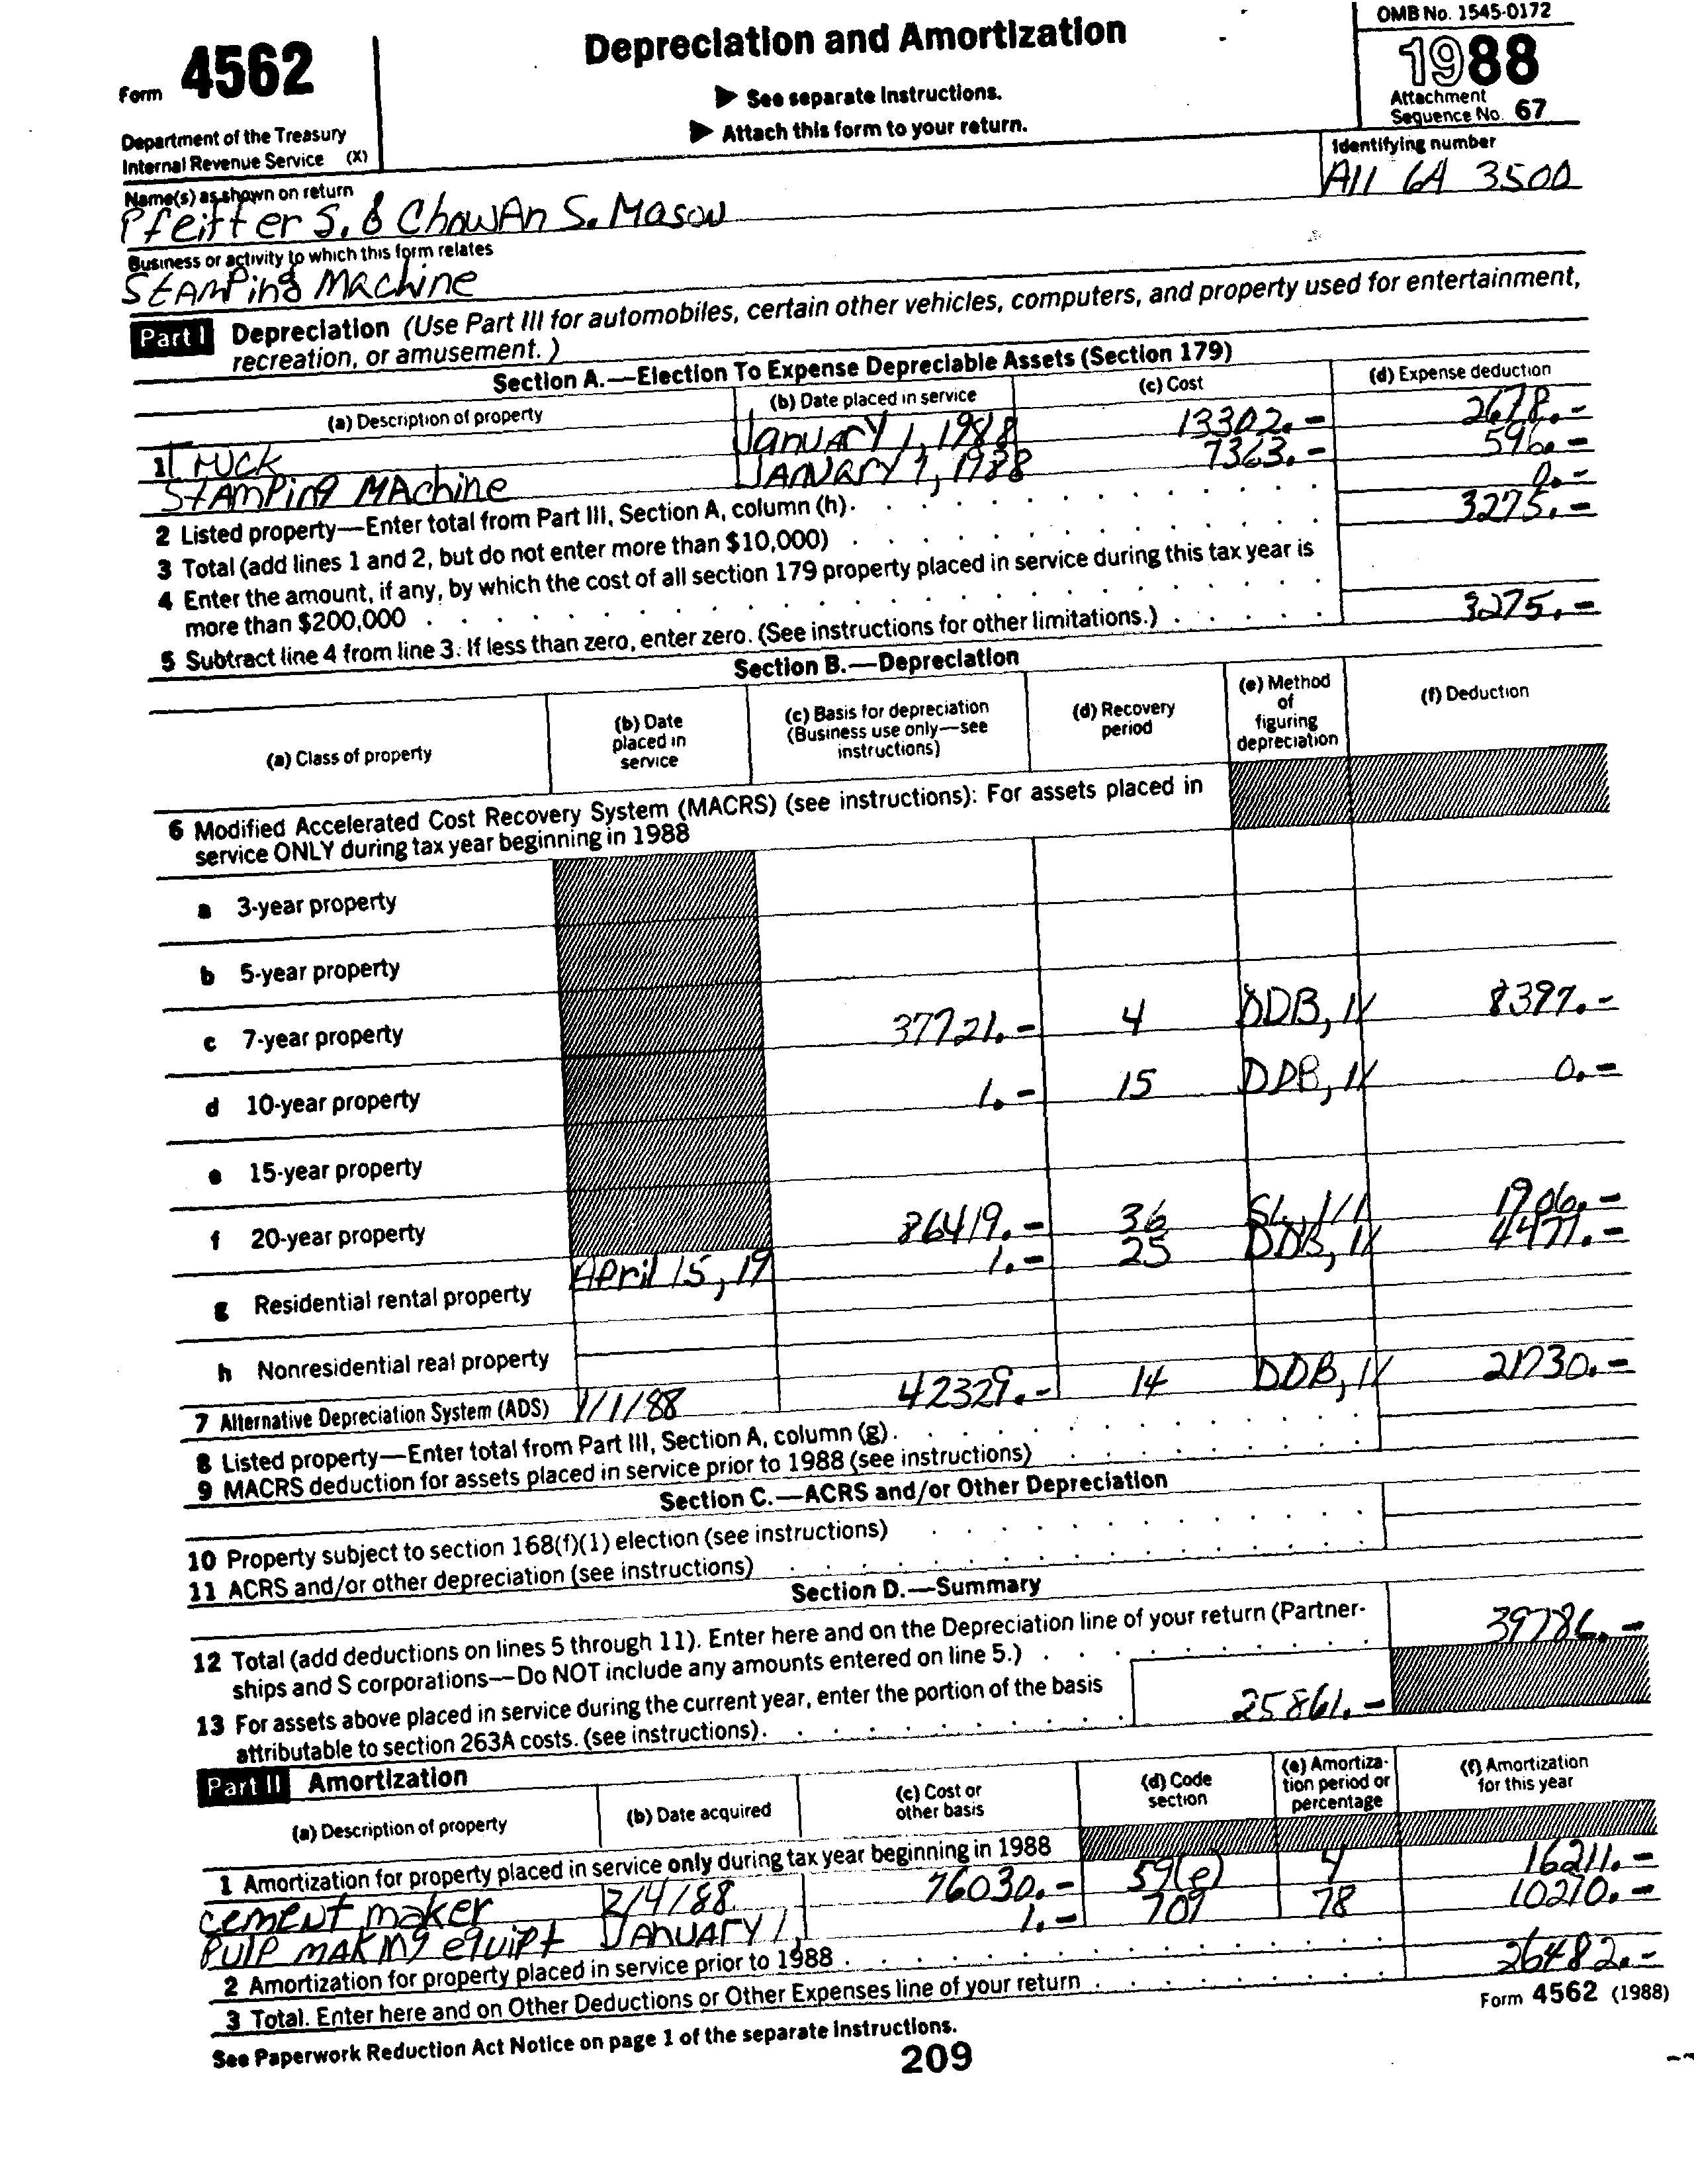 Form 4562
Department of the Treasury
Internal Revenue Service (X)
Depreciation and Amortization
▶ See separate Instructions.
▶ Attach this form to your return.
OMB No. 1545-0172
1988
Attachment
Sequence No. 67
Name(s) as shown on return
Pfeiffer S. & Chowan S. Mason
Identifying number
A11 6A 3500
Business or activity to which this form relates
Stamping Machine
Part I Depreciation (Use Part III for automobiles, certain other vehicles, computers, and property used for entertainment,
recreation, or amusement.)
Section A.—Election To Expense Depreciable Assets (Section 179)
(a) Description of property (b) Date placed in service (c) Cost (d) Expense deduction
1 Truck January 1, 1988 13302.- 2678.-
Stamping Machine January 1, 1988 7363.- 596.-
2 Listed property—Enter total from Part III, Section A, column (h). 0.-
3 Total (add lines 1 and 2, but do not enter more than $10,000) 3275.-
4 Enter the amount, if any, by which the cost of all section 179 property placed in service during this tax year is
more than $200,000
5 Subtract line 4 from line 3. If less than zero, enter zero. (See instructions for other limitations.) 3275.-
Section B.—Depreciation
(a) Class of property (b) Date placed in service (c) Basis for depreciation (Business use only—see instructions) (d) Recovery period (e) Method of figuring depreciation (f) Deduction
6 Modified Accelerated Cost Recovery System (MACRS) (see instructions): For assets placed in
service ONLY during tax year beginning in 1988
a 3-year property
b 5-year property
c 7-year property 37721.- 4 DDB, 8397.-
d 10-year property 1.- 15 DDB, 0.-
e 15-year property
f 20-year property 86419.- 36 SL, 1906.-
g Residential rental property April 15, 19 1.- 25 DDB, 4477.-
h Nonresidential real property
7 Alternative Depreciation System (ADS) 1/1/88 42329.- 14 DDB, 21730.-
8 Listed property—Enter total from Part III, Section A, column (g).
9 MACRS deduction for assets placed in service prior to 1988 (see instructions)
Section C.—ACRS and/or Other Depreciation
10 Property subject to section 168(f)(1) election (see instructions)
11 ACRS and/or other depreciation (see instructions)
Section D.—Summary
12 Total (add deductions on lines 5 through 11). Enter here and on the Depreciation line of your return (Partner-
ships and S corporations—Do NOT include any amounts entered on line 5.) 39786.-
13 For assets above placed in service during the current year, enter the portion of the basis
attributable to section 263A costs. (see instructions). 25861.-
Part II Amortization
(a) Description of property (b) Date acquired (c) Cost or other basis (d) Code section (e) Amortiza-tion period or percentage (f) Amortization for this year
1 Amortization for property placed in service only during tax year beginning in 1988
cement maker 2/4/88 76030.- 59(e) 4 16211.-
Pulp making equipt January 1, 1.- 709 78 10270.-
2 Amortization for property placed in service prior to 1988
3 Total. Enter here and on Other Deductions or Other Expenses line of your return 26482.-
See Paperwork Reduction Act Notice on page 1 of the separate Instructions.
Form 4562 (1988)
209